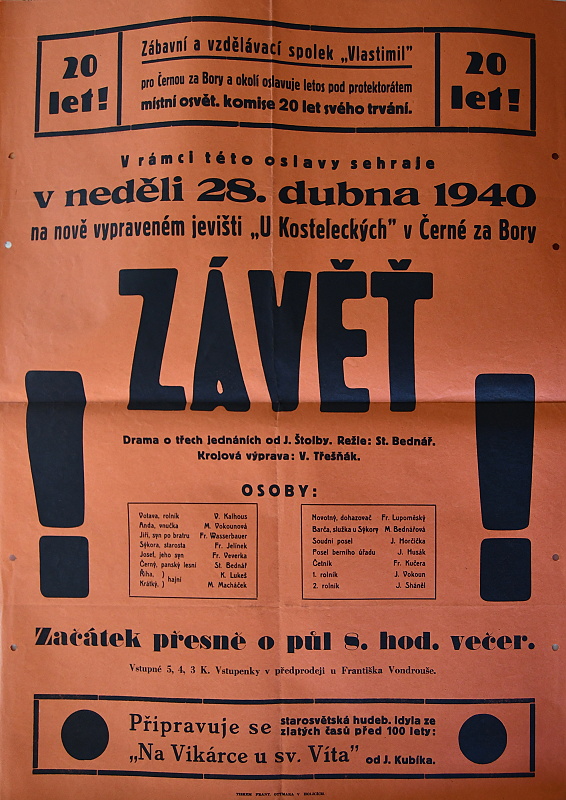 20
let!
Zábavní a vzdělávací spolek „Vlastimil"
pro Černou za Bory a okolí oslavuje letos pod protektorátem
místní osvět. komise 20 let svého trvání.
20
let!
V rámci této oslavy sehraje
v neděli 28. dubna 1940
na nově vypraveném jevišti „U Kosteleckých" v Černé za Bory
ZÁVĚŤ
! !
Drama o třech jednáních od J. Štolby. Režie: St. Bednář.
Krojová výprava: V. Třešňák.
OSOBY:
Votava, rolník V. Kalhous
Anda, vnučka M. Vokounová
Jiří, syn po bratru Fr. Wasserbauer
Sýkora, starosta Fr. Jelínek
Josef, jeho syn Fr. Veverka
Černý, panský lesní St. Bednář
Říha, ) hajní K. Lukeš
Krátký, ) M. Macháček
Novotný, dohazovač Fr. Lupoměský
Barča, služka u Sýkory M. Bednářová
Soudní posel J. Horčička
Posel berního úřadu J. Husák
Četník Fr. Kučera
1. rolník J. Vokoun
2. rolník J. Sháněl
Začátek přesně o půl 8. hod. večer.
Vstupné 5, 4, 3 K. Vstupenky v předprodeji u Františka Vondrouše.
Připravuje se starosvětská hudeb. idyla ze
zlatých časů před 100 lety:
„Na Vikárce u sv. Víta" od J. Kubíka.
TISKEM FRANT. OTTMARA V HOLICÍCH.